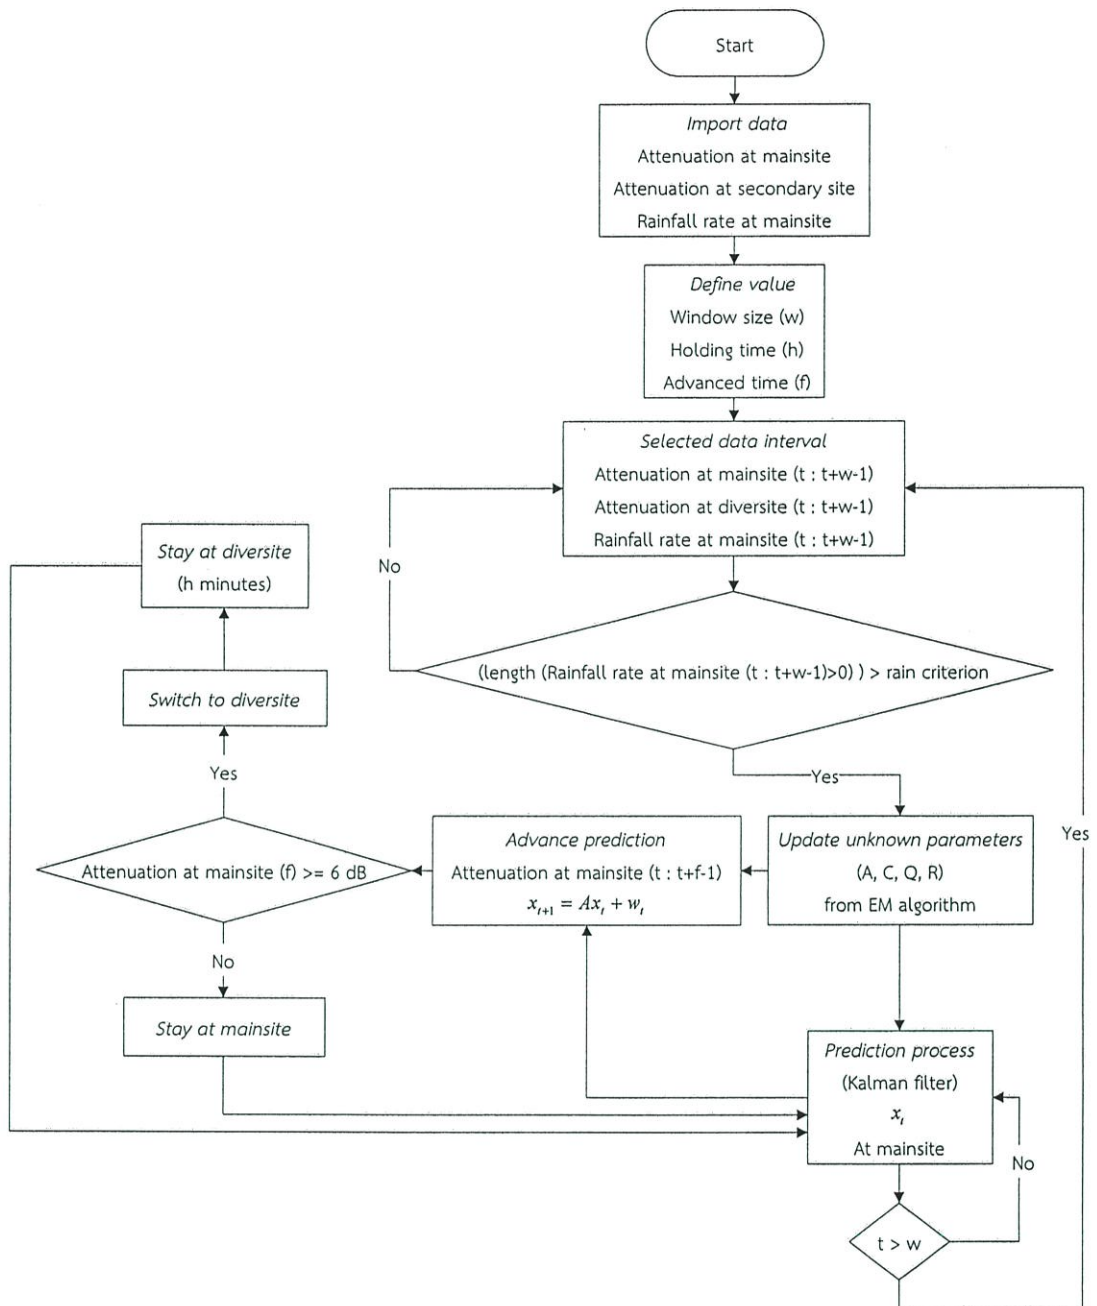 Start
Import data
Attenuation at mainsite
Attenuation at secondary site
Rainfall rate at mainsite
Define value
Window size (w)
Holding time (h)
Advanced time (f)
Selected data interval
Attenuation at mainsite (t : t+w-1)
Attenuation at diversite (t : t+w-1)
Rainfall rate at mainsite (t : t+w-1)
No
(length (Rainfall rate at mainsite (t : t+w-1)>0) ) > rain criterion
Yes
Update unknown parameters
(A, C, Q, R)
from EM algorithm
Advance prediction
Attenuation at mainsite (t : t+f-1)
x_{t+1} = Ax_t + w_t
Attenuation at mainsite (f) >= 6 dB
Yes
Switch to diversite
Stay at diversite
(h minutes)
No
Stay at mainsite
Prediction process
(Kalman filter)
x_t
At mainsite
No
t > w
Yes